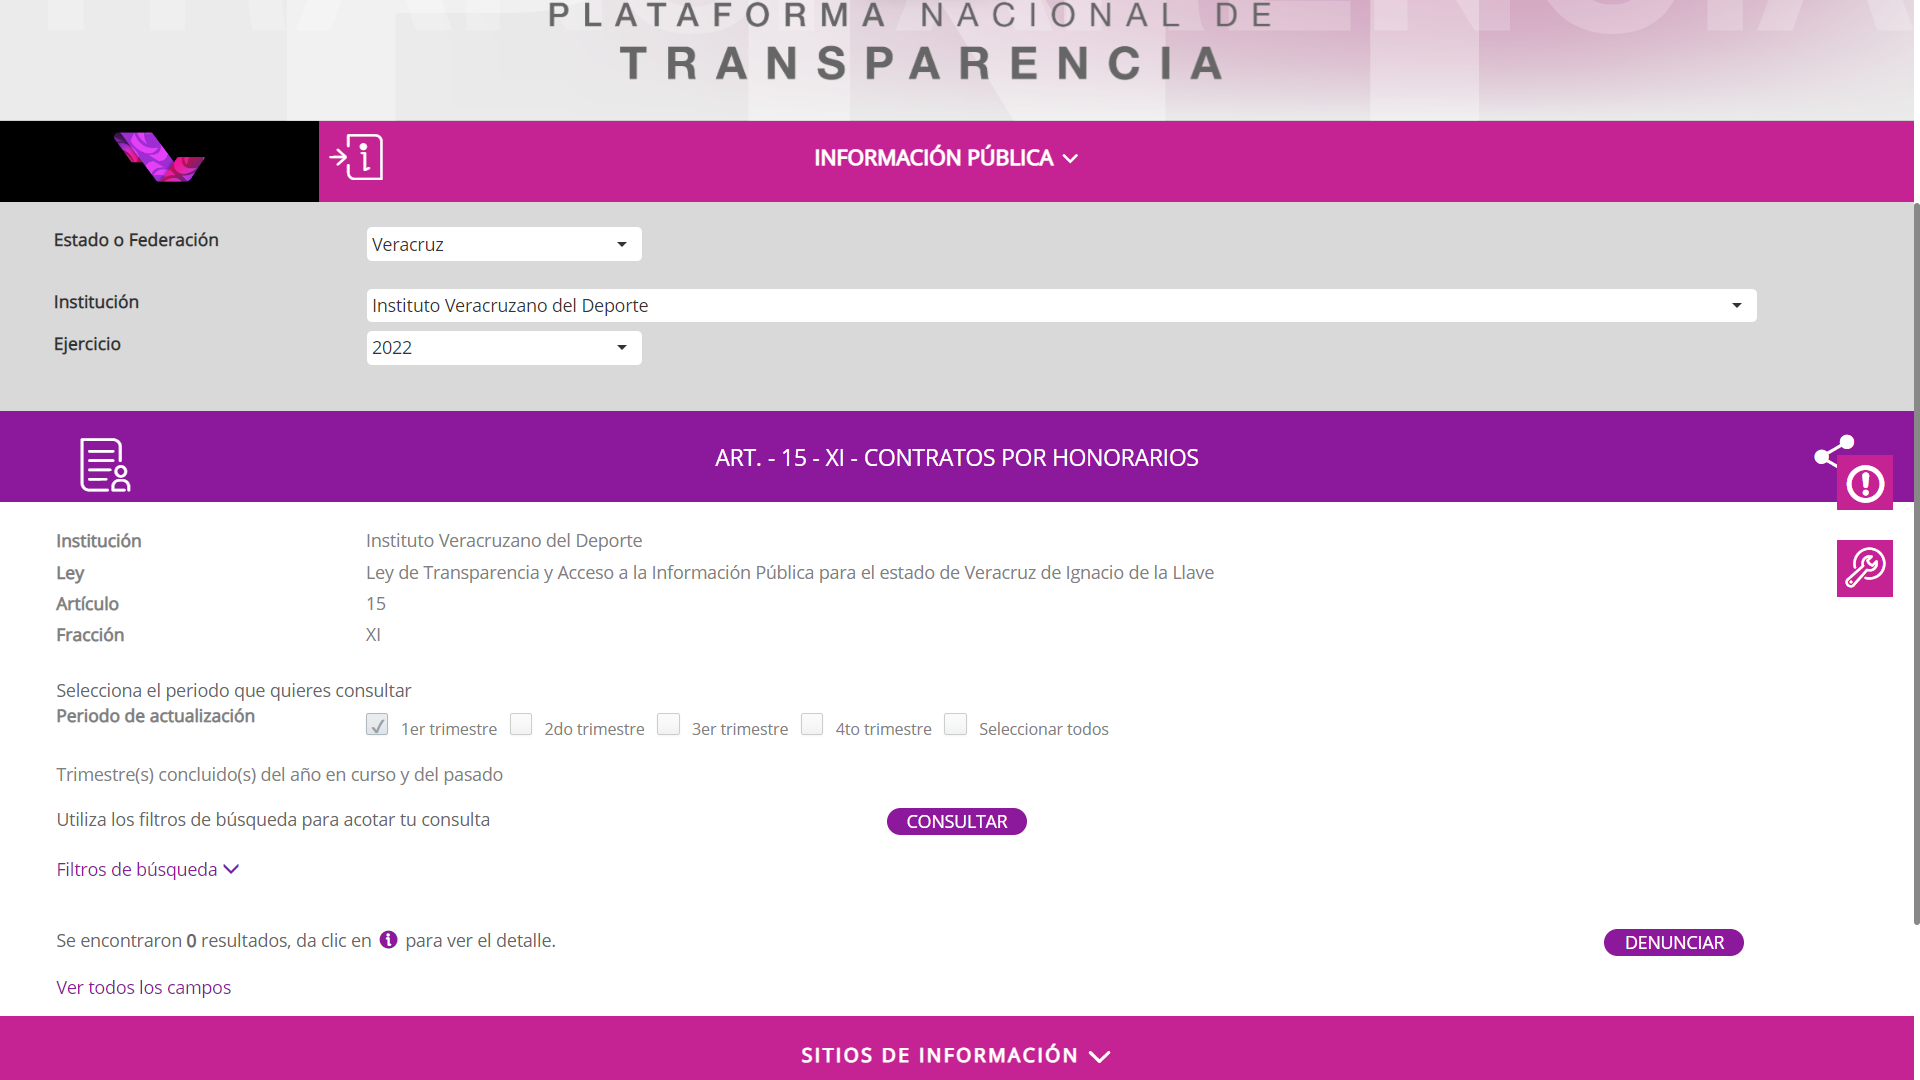 PLATAFORMA NACIONAL DE
TRANSPARENCIA
INFORMACIÓN PÚBLICA
Estado o Federación
Veracruz
Institución
Instituto Veracruzano del Deporte
Ejercicio
2022
ART. - 15 - XI - CONTRATOS POR HONORARIOS
Institución
Instituto Veracruzano del Deporte
Ley
Ley de Transparencia y Acceso a la Información Pública para el estado de Veracruz de Ignacio de la Llave
Artículo
15
Fracción
XI
Selecciona el periodo que quieres consultar
Periodo de actualización
1er trimestre 2do trimestre 3er trimestre 4to trimestre Seleccionar todos
Trimestre(s) concluido(s) del año en curso y del pasado
Utiliza los filtros de búsqueda para acotar tu consulta
CONSULTAR
Filtros de búsqueda
Se encontraron 0 resultados, da clic en i para ver el detalle.
DENUNCIAR
Ver todos los campos
SITIOS DE INFORMACIÓN